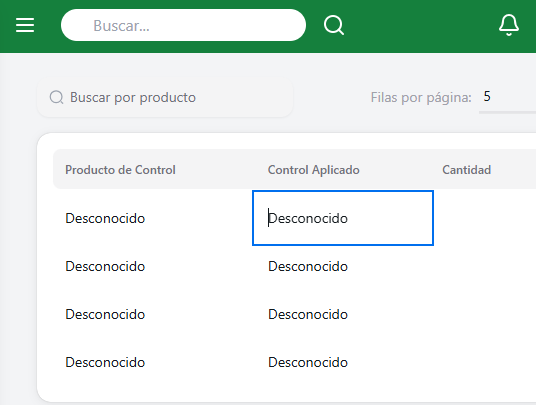 Buscar...
Buscar por producto
Filas por página: 5
Producto de Control Control Aplicado Cantidad
Desconocido Desconocido
Desconocido Desconocido
Desconocido Desconocido
Desconocido Desconocido